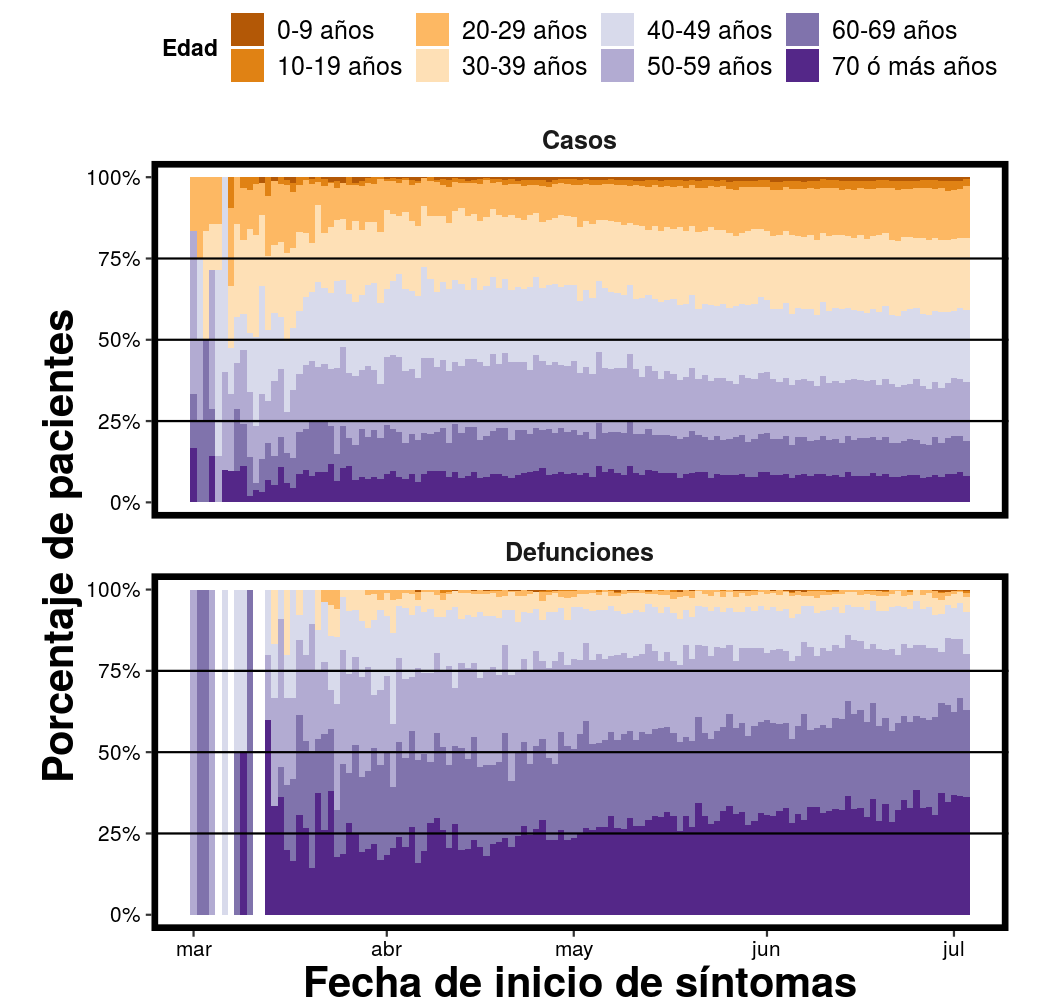 Edad
0-9 años
20-29 años
40-49 años
60-69 años
10-19 años
30-39 años
50-59 años
70 ó más años
Casos
100%
75%
50%
25%
0%
Defunciones
100%
75%
50%
25%
0%
mar
abr
may
jun
jul
Porcentaje de pacientes
Fecha de inicio de síntomas